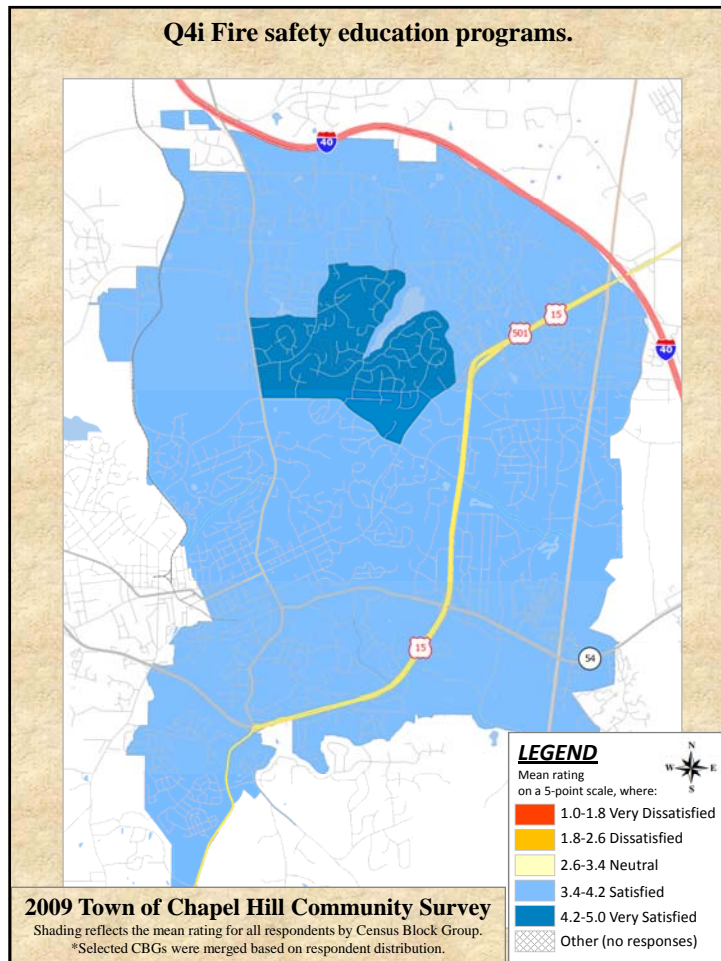 Q4i Fire safety education programs.
40
15
501
40
15
54
LEGEND
Mean rating
on a 5-point scale, where:
N
W E
S
1.0-1.8 Very Dissatisfied
1.8-2.6 Dissatisfied
2.6-3.4 Neutral
3.4-4.2 Satisfied
4.2-5.0 Very Satisfied
Other (no responses)
2009 Town of Chapel Hill Community Survey
Shading reflects the mean rating for all respondents by Census Block Group.
*Selected CBGs were merged based on respondent distribution.